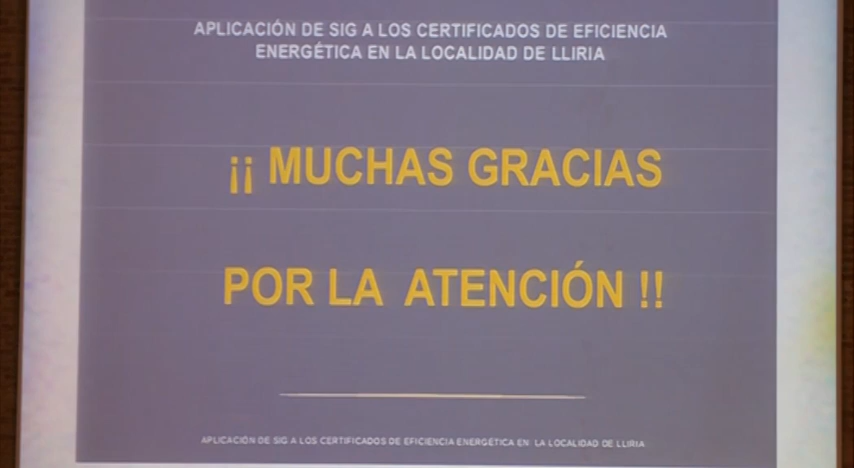 APLICACIÓN DE SIG A LOS CERTIFICADOS DE EFICIENCIA
ENERGÉTICA EN LA LOCALIDAD DE LLIRIA
¡¡ MUCHAS GRACIAS
POR LA ATENCIÓN !!
APLICACIÓN DE SIG A LOS CERTIFICADOS DE EFICIENCIA ENERGÉTICA EN LA LOCALIDAD DE LLIRIA